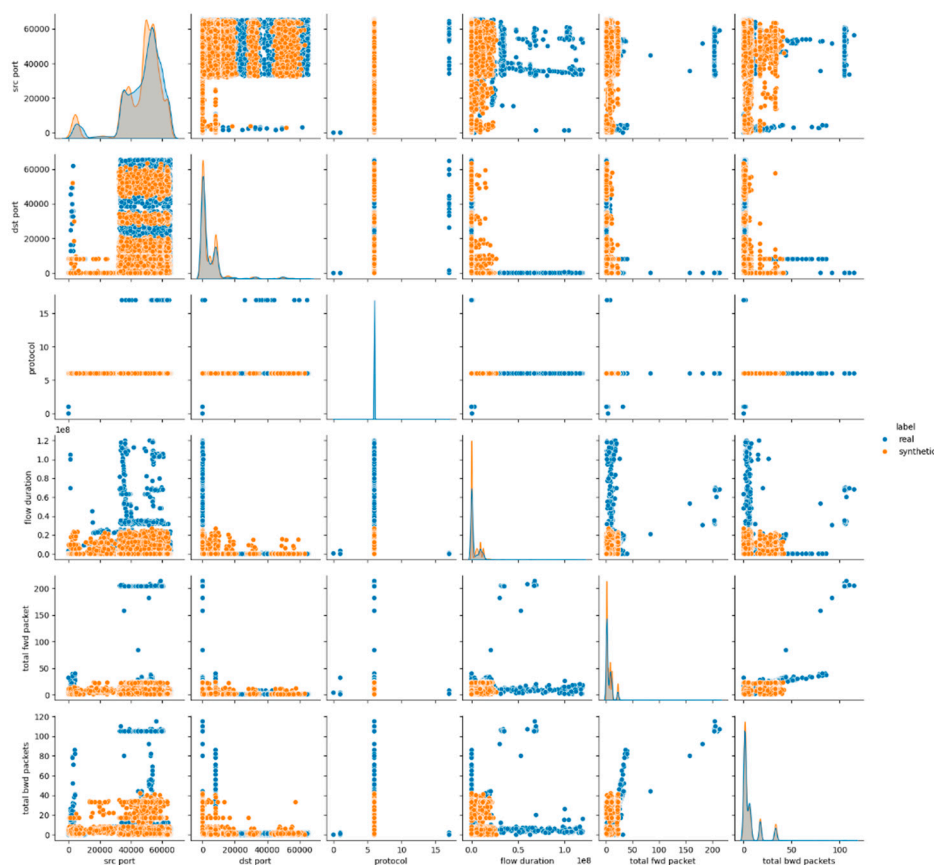 60000
40000
20000
0
src port
60000
40000
20000
0
dst port
15
10
5
0
protocol
label
real
synthetic
1e8
1.2
1.0
0.8
0.6
0.4
0.2
0.0
flow duration
200
150
100
50
0
total fwd packet
120
100
80
60
40
20
0
total bwd packets
0 20000 40000 60000 0 20000 40000 60000 0 5 10 15 0.0 0.5 1.0 0 100 200 0 50 100
1e8
src port dst port protocol flow duration total fwd packet total bwd packets